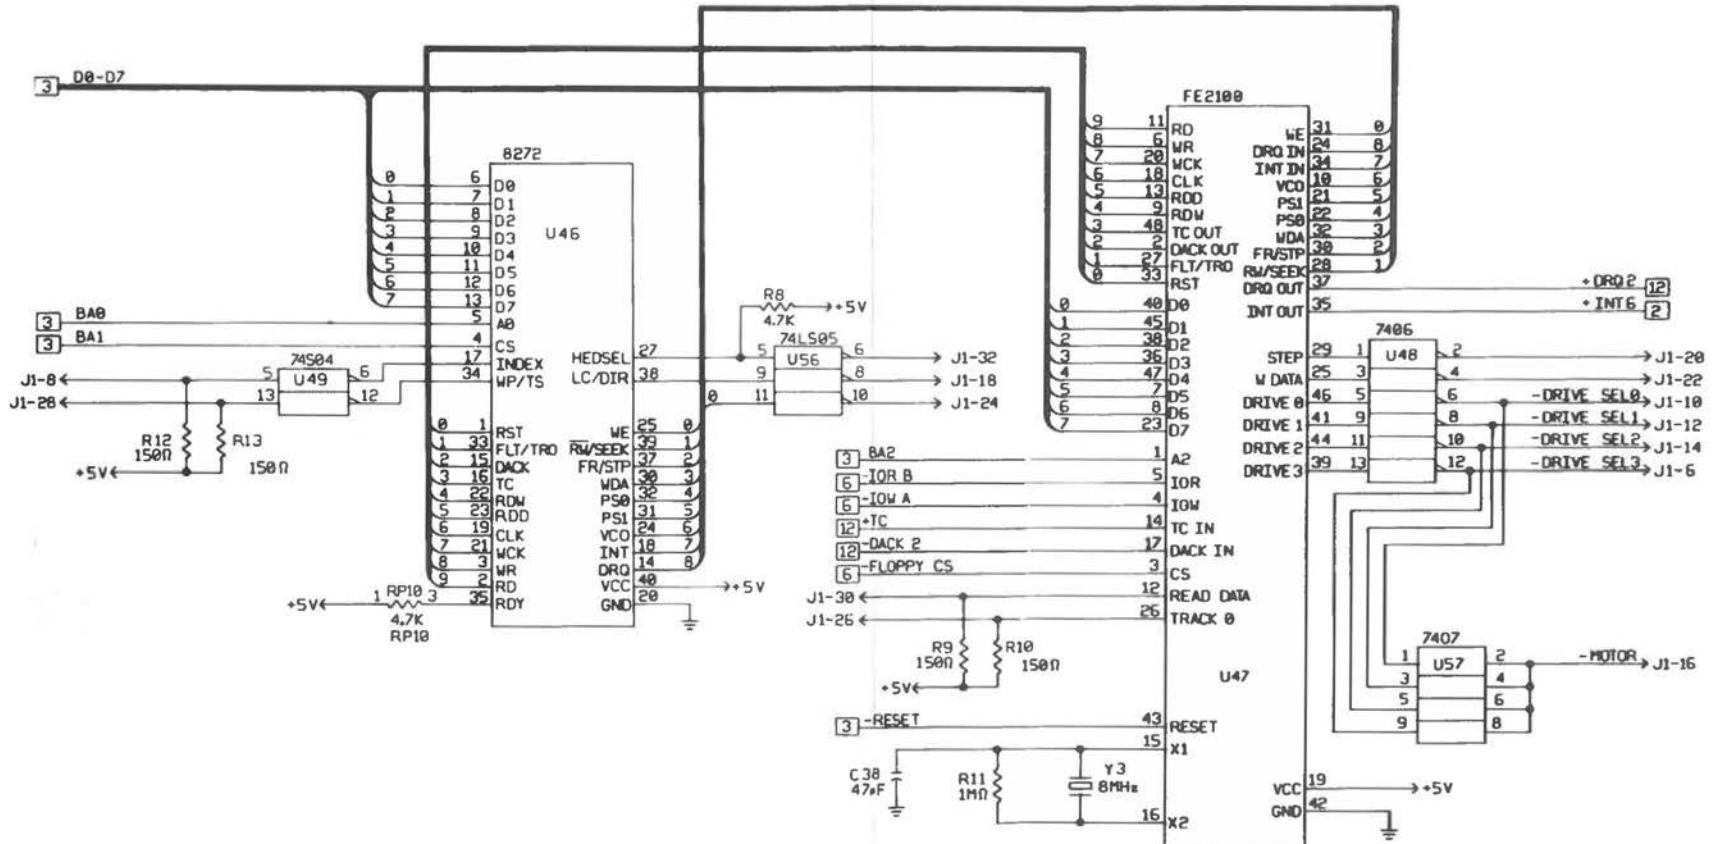 3 D0-D7
8272
U46
0 6 D0
1 7 D1
2 8 D2
3 9 D3
4 10 D4
5 11 D5
6 12 D6
7 13 D7
3 BA0 5 A0
3 BA1 4 CS
17 INDEX
34 WP/TS
74S04
J1-8 5 U49 6
J1-28 13 12
R12
150Ω
R13
150Ω
+5V
0 1 RST
1 33 FLT/TRO
2 15 DACK
3 16 TC
4 22 RDW
5 23 RDD
6 19 CLK
7 21 WCK
8 3 WR
9 2 RD
+5V 1 RP10 3 35 RDY
4.7K
RP10
HEDSEL 27
LC/DIR 38
WE 25 0
RW/SEEK 39 1
FR/STP 37 2
WDA 30 3
PS0 32 4
PS1 31 5
VCO 24 6
INT 18 7
DRQ 14 8
VCC 40 +5V
GND 20
R8
4.7K
+5V
74LS05
5 U56 6 J1-32
9 8 J1-18
0 11 10 J1-24
FE2100
9 11 RD
8 6 WR
7 20 WCK
6 18 CLK
5 13 RDD
4 9 RDW
3 48 TC OUT
2 2 DACK OUT
1 27 FLT/TRO
0 33 RST
0 40 D0
1 45 D1
2 38 D2
3 36 D3
4 47 D4
5 7 D5
6 8 D6
7 23 D7
3 BA2 1 A2
6 -IOR B 5 IOR
6 -IOW A 4 IOW
12 +TC 14 TC IN
12 -DACK 2 17 DACK IN
6 -FLOPPY CS 3 CS
J1-30 12 READ DATA
J1-26 26 TRACK 0
R9
150Ω
R10
150Ω
+5V
U47
3 -RESET 43 RESET
15 X1
C38
47pF
R11
1MΩ
Y3
8MHz
16 X2
WE 31 0
DRQ IN 24 8
INT IN 34 7
VCO 10 6
PS1 21 5
PS0 22 4
WDA 32 3
FR/STP 30 2
RW/SEEK 28 1
DRQ OUT 37 +DRQ2 12
INT OUT 35 +INT6 2
7406
STEP 29 1 U48 2 J1-20
W DATA 25 3 4 J1-22
DRIVE 0 46 5 6 -DRIVE SEL0 J1-10
DRIVE 1 41 9 8 -DRIVE SEL1 J1-12
DRIVE 2 44 11 10 -DRIVE SEL2 J1-14
DRIVE 3 39 13 12 -DRIVE SEL3 J1-6
7407
1 U57 2 -MOTOR J1-16
3 4
5 6
9 8
VCC 19 +5V
GND 42